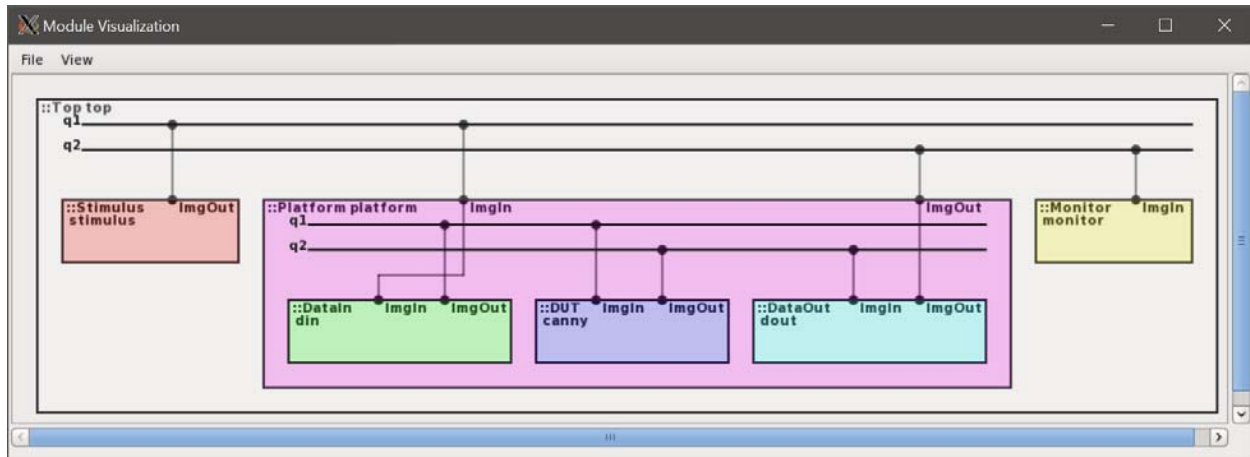 Module Visualization
File View
::Top top
q1
q2
::Stimulus ImgOut
stimulus
::Platform platform ImgIn ImgOut
q1
q2
::Monitor ImgIn
monitor
::DataIn ImgIn ImgOut
din
::DUT ImgIn ImgOut
canny
::DataOut ImgIn ImgOut
dout